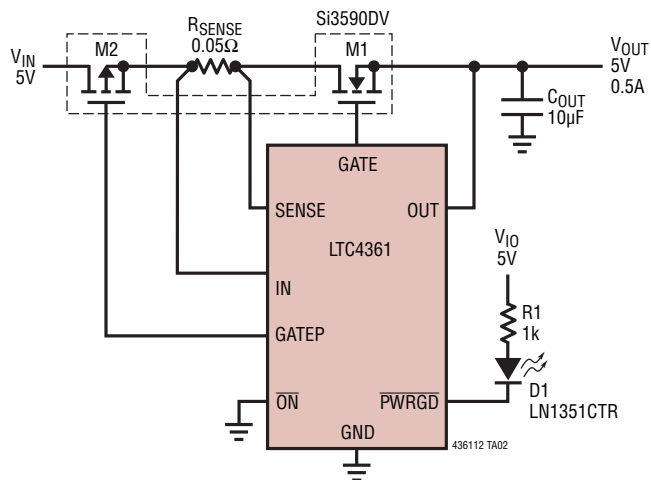 Si3590DV
RSENSE
0.05Ω
VIN
5V
M2
M1
VOUT
5V
0.5A
COUT
10µF
GATE
SENSE
OUT
LTC4361
VIO
5V
IN
R1
1k
GATEP
D1
LN1351CTR
ON
PWRGD
GND
436112 TA02